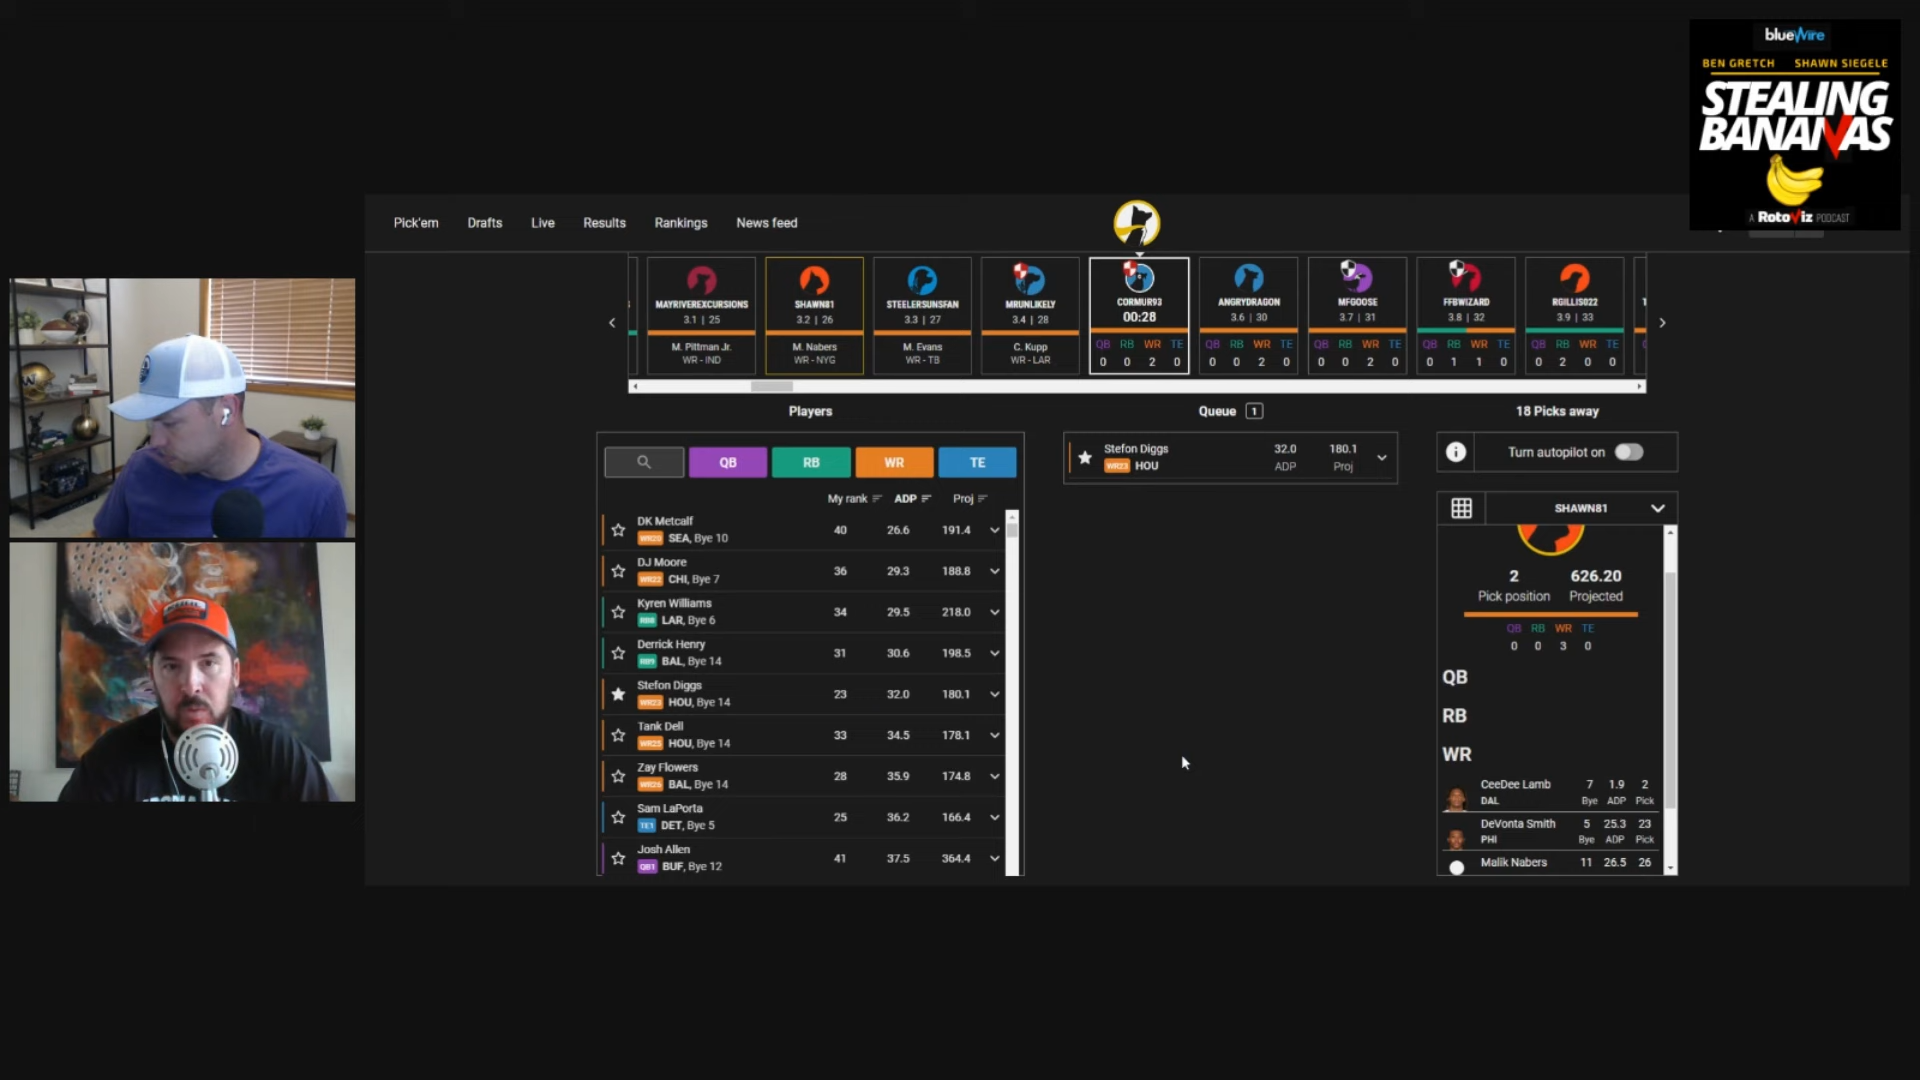 blueWire
BEN GRETCH SHAWN SIEGELE
STEALING
BANANAS
A RotoViz PODCAST
Pick'em Drafts Live Results Rankings News feed
MAYRIVEREXCURSIONS
3.1 | 25
M. Pittman Jr.
WR - IND
SHAWN81
3.2 | 26
M. Nabers
WR - NYG
STEELERSUNSFAN
3.3 | 27
M. Evans
WR - TB
MRUNLIKELY
3.4 | 28
C. Kupp
WR - LAR
CORMUR93
00:28
QB RB WR TE
0 0 2 0
ANGRYDRAGON
3.6 | 30
QB RB WR TE
0 0 2 0
MFGOOSE
3.7 | 31
QB RB WR TE
0 0 2 0
FFBWIZARD
3.8 | 32
QB RB WR TE
0 1 1 0
RGILLIS022
3.9 | 33
QB RB WR TE
0 2 0 0
Players
QB RB WR TE
My rank ADP Proj
DK Metcalf 40 26.6 191.4
WR20 SEA, Bye 10
DJ Moore 36 29.3 188.8
WR22 CHI, Bye 7
Kyren Williams 34 29.5 218.0
RB8 LAR, Bye 6
Derrick Henry 31 30.6 198.5
RB9 BAL, Bye 14
Stefon Diggs 23 32.0 180.1
WR23 HOU, Bye 14
Tank Dell 33 34.5 178.1
WR25 HOU, Bye 14
Zay Flowers 28 35.9 174.8
WR26 BAL, Bye 14
Sam LaPorta 25 36.2 166.4
TE1 DET, Bye 5
Josh Allen 41 37.5 364.4
QB1 BUF, Bye 12
Queue 1
Stefon Diggs 32.0 180.1
WR23 HOU ADP Proj
18 Picks away
Turn autopilot on
SHAWN81
2 626.20
Pick position Projected
QB RB WR TE
0 0 3 0
QB
RB
WR
CeeDee Lamb 7 1.9 2
DAL Bye ADP Pick
DeVonta Smith 5 25.3 23
PHI Bye ADP Pick
Malik Nabers 11 26.5 26